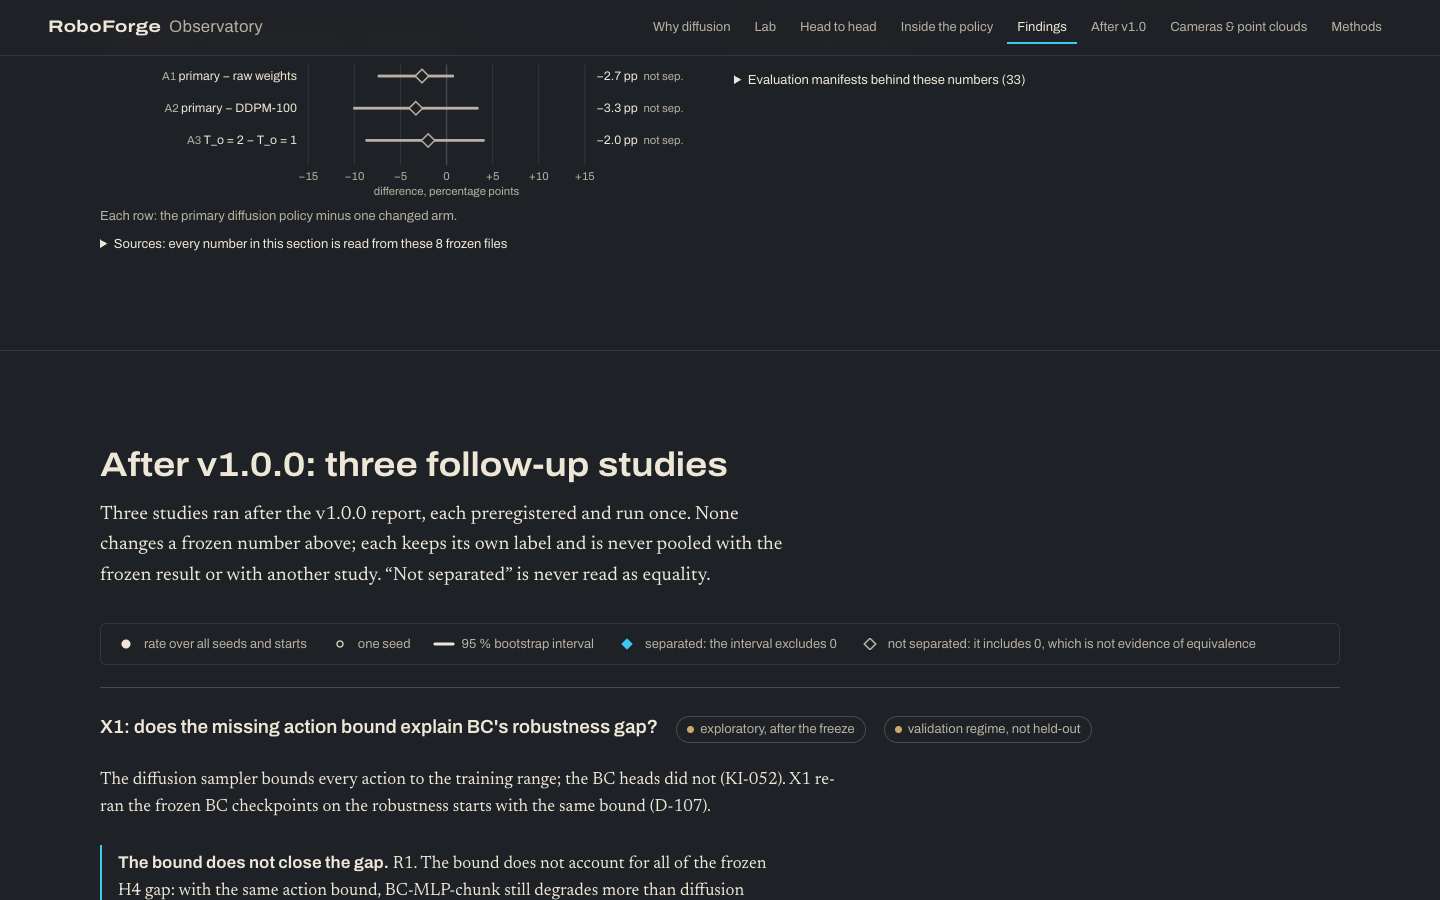 RoboForge Observatory
Why diffusion Lab Head to head Inside the policy Findings After v1.0 Cameras & point clouds Methods
A1 primary − raw weights −2.7 pp not sep.
A2 primary − DDPM-100 −3.3 pp not sep.
A3 T_o = 2 − T_o = 1 −2.0 pp not sep.
−15 −10 −5 0 +5 +10 +15
difference, percentage points
Each row: the primary diffusion policy minus one changed arm.
▶ Sources: every number in this section is read from these 8 frozen files
▶ Evaluation manifests behind these numbers (33)
After v1.0.0: three follow-up studies
Three studies ran after the v1.0.0 report, each preregistered and run once. None
changes a frozen number above; each keeps its own label and is never pooled with the
frozen result or with another study. “Not separated” is never read as equality.
rate over all seeds and starts one seed 95 % bootstrap interval separated: the interval excludes 0 not separated: it includes 0, which is not evidence of equivalence
X1: does the missing action bound explain BC's robustness gap? exploratory, after the freeze validation regime, not held-out
The diffusion sampler bounds every action to the training range; the BC heads did not (KI-052). X1 re-
ran the frozen BC checkpoints on the robustness starts with the same bound (D-107).
The bound does not close the gap. R1. The bound does not account for all of the frozen
H4 gap: with the same action bound, BC-MLP-chunk still degrades more than diffusion